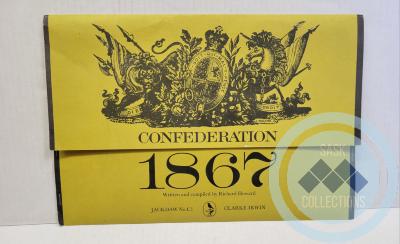 CONFEDERATION
1867
Written and compiled by Richard Howard
JACKDAW No. C1
CLARKE IRWIN
SASK
COLLECTIONS